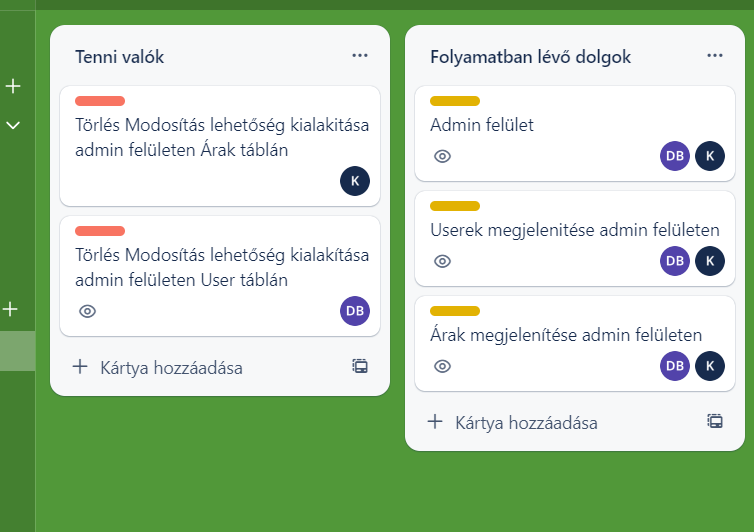 Tenni valók
Törlés Modosítás lehetőség kialakitása
admin felületen Árak táblán
K
Törlés Modosítás lehetőség kialakítása
admin felületen User táblán
DB
Kártya hozzáadása
Folyamatban lévő dolgok
Admin felület
DB K
Userek megjelenitése admin felületen
DB K
Árak megjelenítése admin felületen
DB K
Kártya hozzáadása